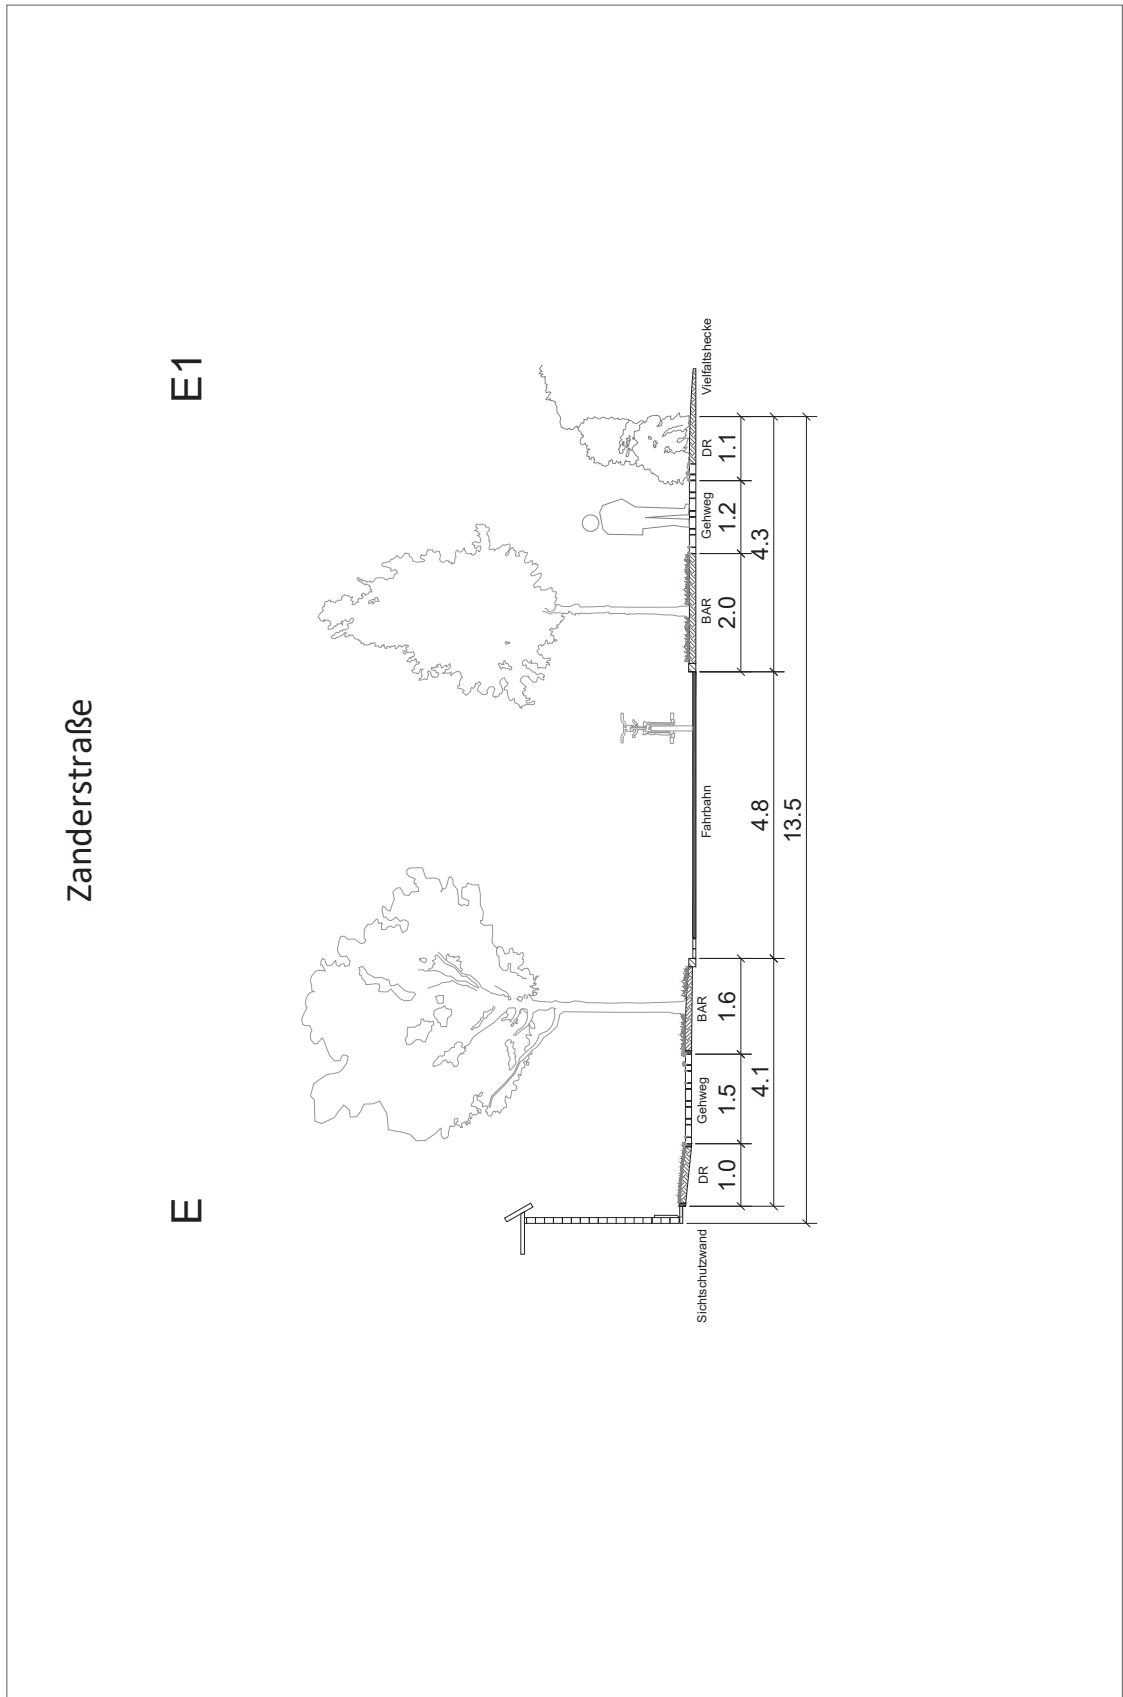 Zanderstraße
E
E1
Sichtschutzwand
DR
Gehweg
BAR
Fahrbahn
BAR
Gehweg
DR
Vielfaltshecke
1.0
1.5
1.6
2.0
1.2
1.1
4.1
4.8
4.3
13.5